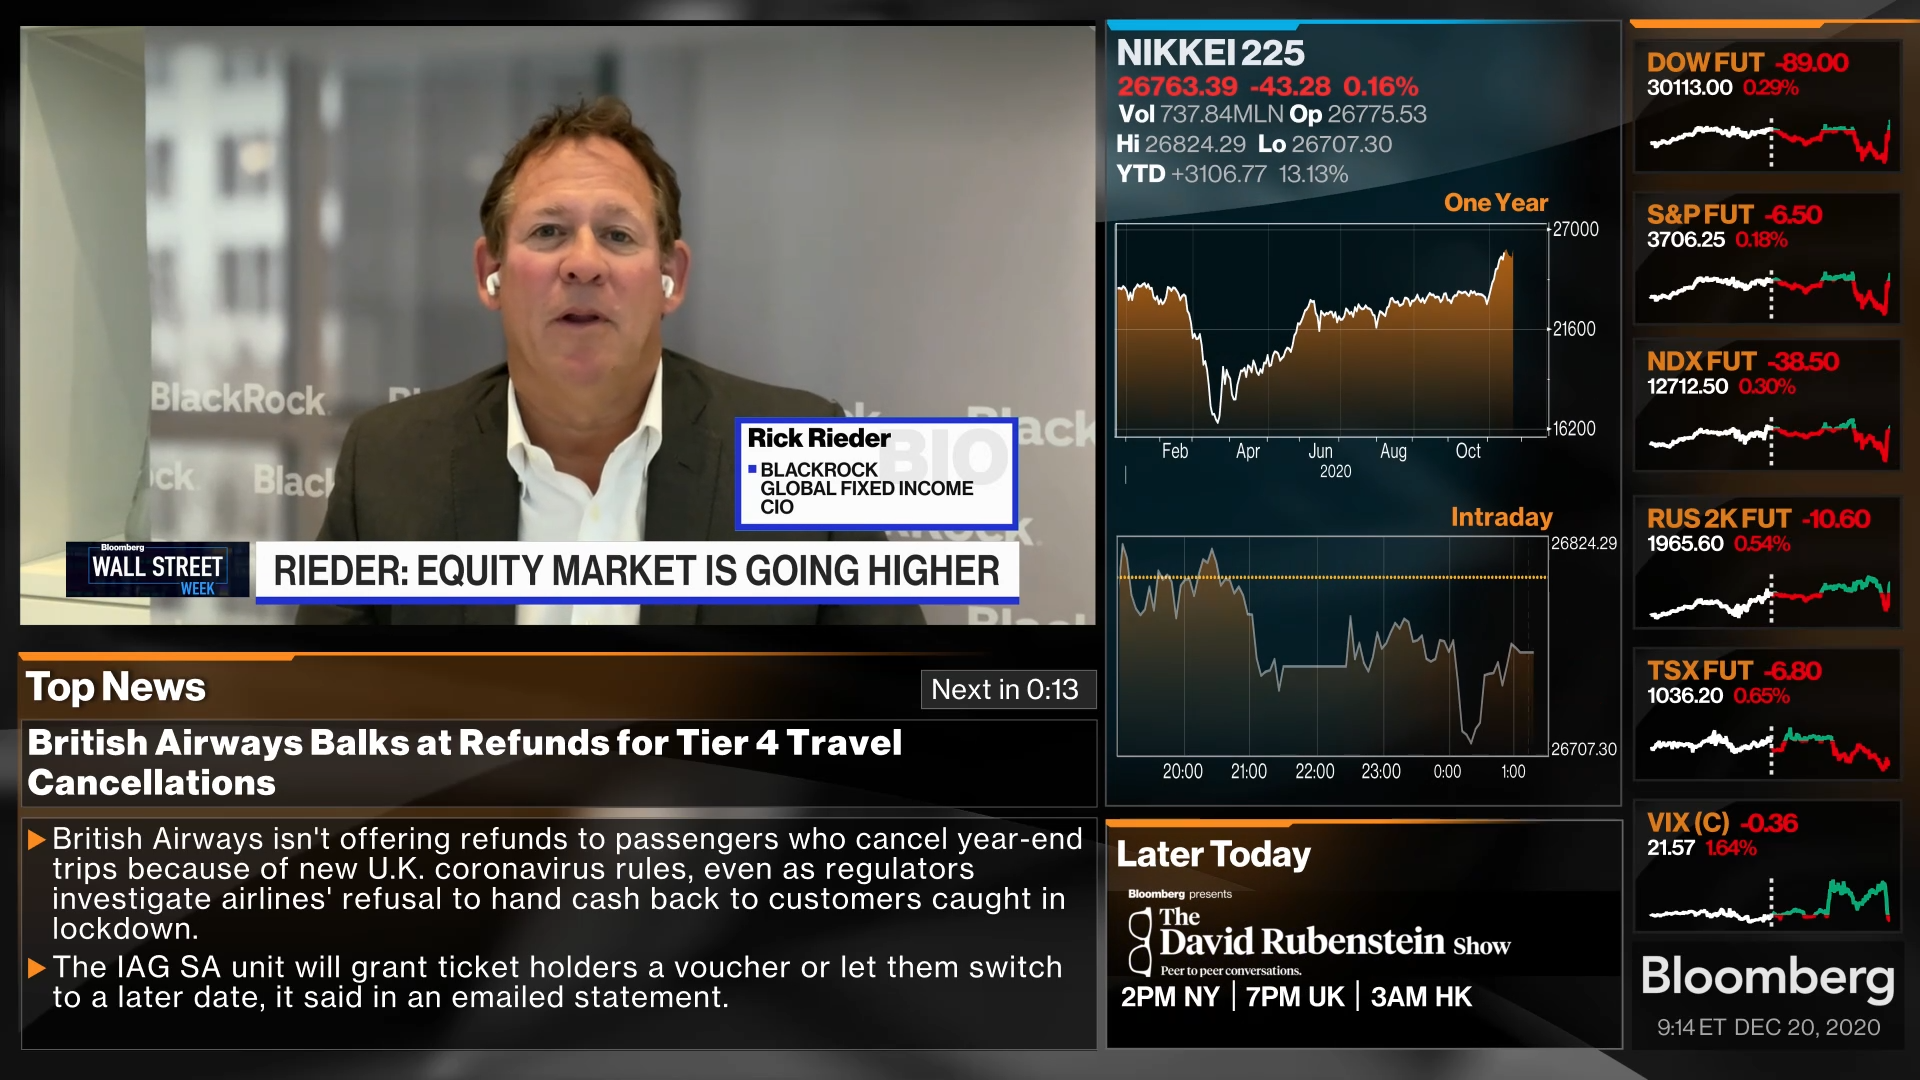 BlackRock.
ck
Black
ack
ck.
Black
Rick Rieder
BIO
BLACKROCK
GLOBAL FIXED INCOME
CIO
Rock.
Bloomberg
WALL STREET
WEEK
RIEDER: EQUITY MARKET IS GOING HIGHER
Top News
Next in 0:13
British Airways Balks at Refunds for Tier 4 Travel
Cancellations
British Airways isn't offering refunds to passengers who cancel year-end
trips because of new U.K. coronavirus rules, even as regulators
investigate airlines' refusal to hand cash back to customers caught in
lockdown.
The IAG SA unit will grant ticket holders a voucher or let them switch
to a later date, it said in an emailed statement.
NIKKEI 225
26763.39 -43.28 0.16%
Vol 737.84MLN Op 26775.53
Hi 26824.29 Lo 26707.30
YTD +3106.77 13.13%
One Year
27000
21600
16200
Feb Apr Jun Aug Oct
2020
Intraday
26824.29
26707.30
20:00 21:00 22:00 23:00 0:00 1:00
Later Today
Bloomberg presents
The
David Rubenstein Show
Peer to peer conversations.
2PM NY | 7PM UK | 3AM HK
DOW FUT -89.00
30113.00 0.29%
S&P FUT -6.50
3706.25 0.18%
NDX FUT -38.50
12712.50 0.30%
RUS 2K FUT -10.60
1965.60 0.54%
TSX FUT -6.80
1036.20 0.65%
VIX (C) -0.36
21.57 1.64%
Bloomberg
9:14 ET DEC 20, 2020